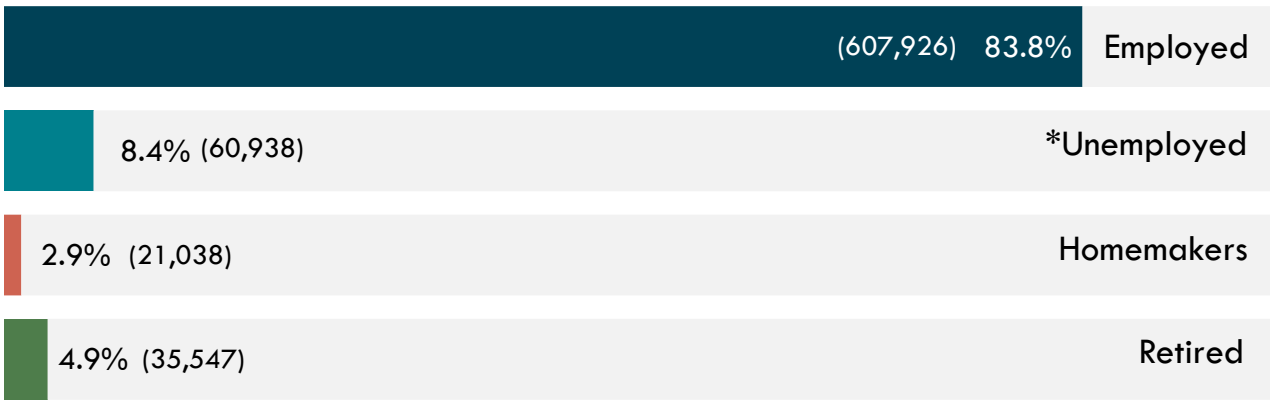 (607,926) 83.8% Employed
8.4% (60,938) *Unemployed
2.9% (21,038) Homemakers
4.9% (35,547) Retired